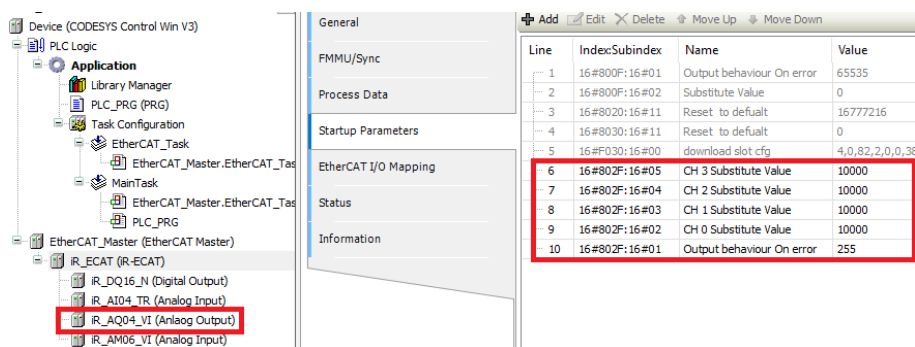 Device (CODESYS Control Win V3)
PLC Logic
Application
Library Manager
PLC_PRG (PRG)
Task Configuration
EtherCAT_Task
EtherCAT_Master.EtherCAT_Tas
MainTask
EtherCAT_Master.EtherCAT_Tas
PLC_PRG
EtherCAT_Master (EtherCAT Master)
iR_ECAT (iR-ECAT)
iR_DQ16_N (Digital Output)
iR_AI04_TR (Analog Input)
iR_AQ04_VI (Anlaog Output)
iR_AM06_VI (Analog Input)
General
FMMU/Sync
Process Data
Startup Parameters
EtherCAT I/O Mapping
Status
Information
Add Edit Delete Move Up Move Down
Line Index:Subindex Name Value
1 16#800F:16#01 Output behaviour On error 65535
2 16#800F:16#02 Substitute Value 0
3 16#8020:16#11 Reset to defualt 16777216
4 16#8030:16#11 Reset to defualt 0
5 16#F030:16#00 download slot cfg 4,0,82,2,0,0,38
6 16#802F:16#05 CH 3 Substitute Value 10000
7 16#802F:16#04 CH 2 Substitute Value 10000
8 16#802F:16#03 CH 1 Substitute Value 10000
9 16#802F:16#02 CH 0 Substitute Value 10000
10 16#802F:16#01 Output behaviour On error 255